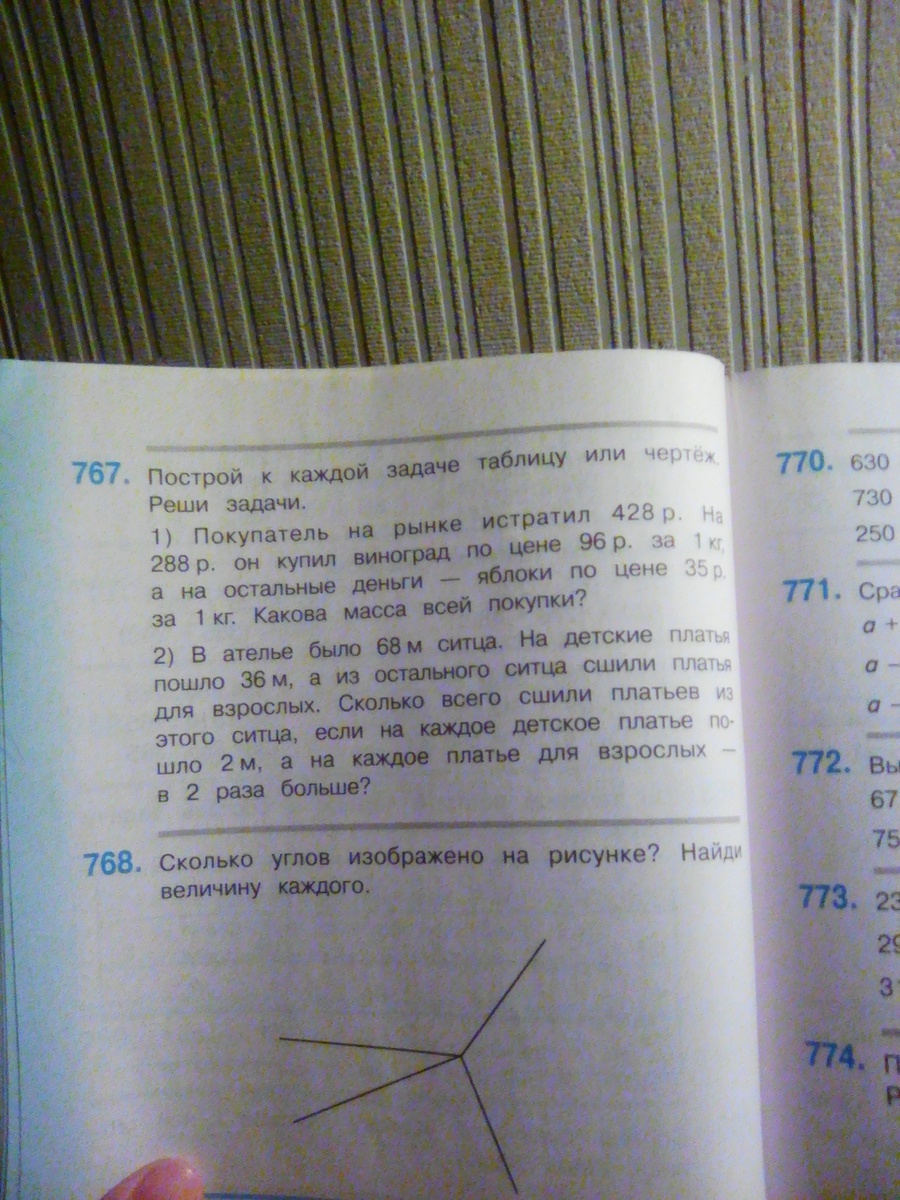 767. Построй к каждой задаче таблицу или чертёж.
Реши задачи.
1) Покупатель на рынке истратил 428 р. На
288 р. он купил виноград по цене 96 р. за 1 кг,
а на остальные деньги — яблоки по цене 35 р.
за 1 кг. Какова масса всей покупки?
2) В ателье было 68 м ситца. На детские платья
пошло 36 м, а из остального ситца сшили платья
для взрослых. Сколько всего сшили платьев из
этого ситца, если на каждое детское платье по-
шло 2 м, а на каждое платье для взрослых —
в 2 раза больше?
768. Сколько углов изображено на рисунке? Найди
величину каждого.
770. 630
730
250
771. Сра
a +
a –
a –
772. Вы
67
75
773. 23
29
31
774. П
Р